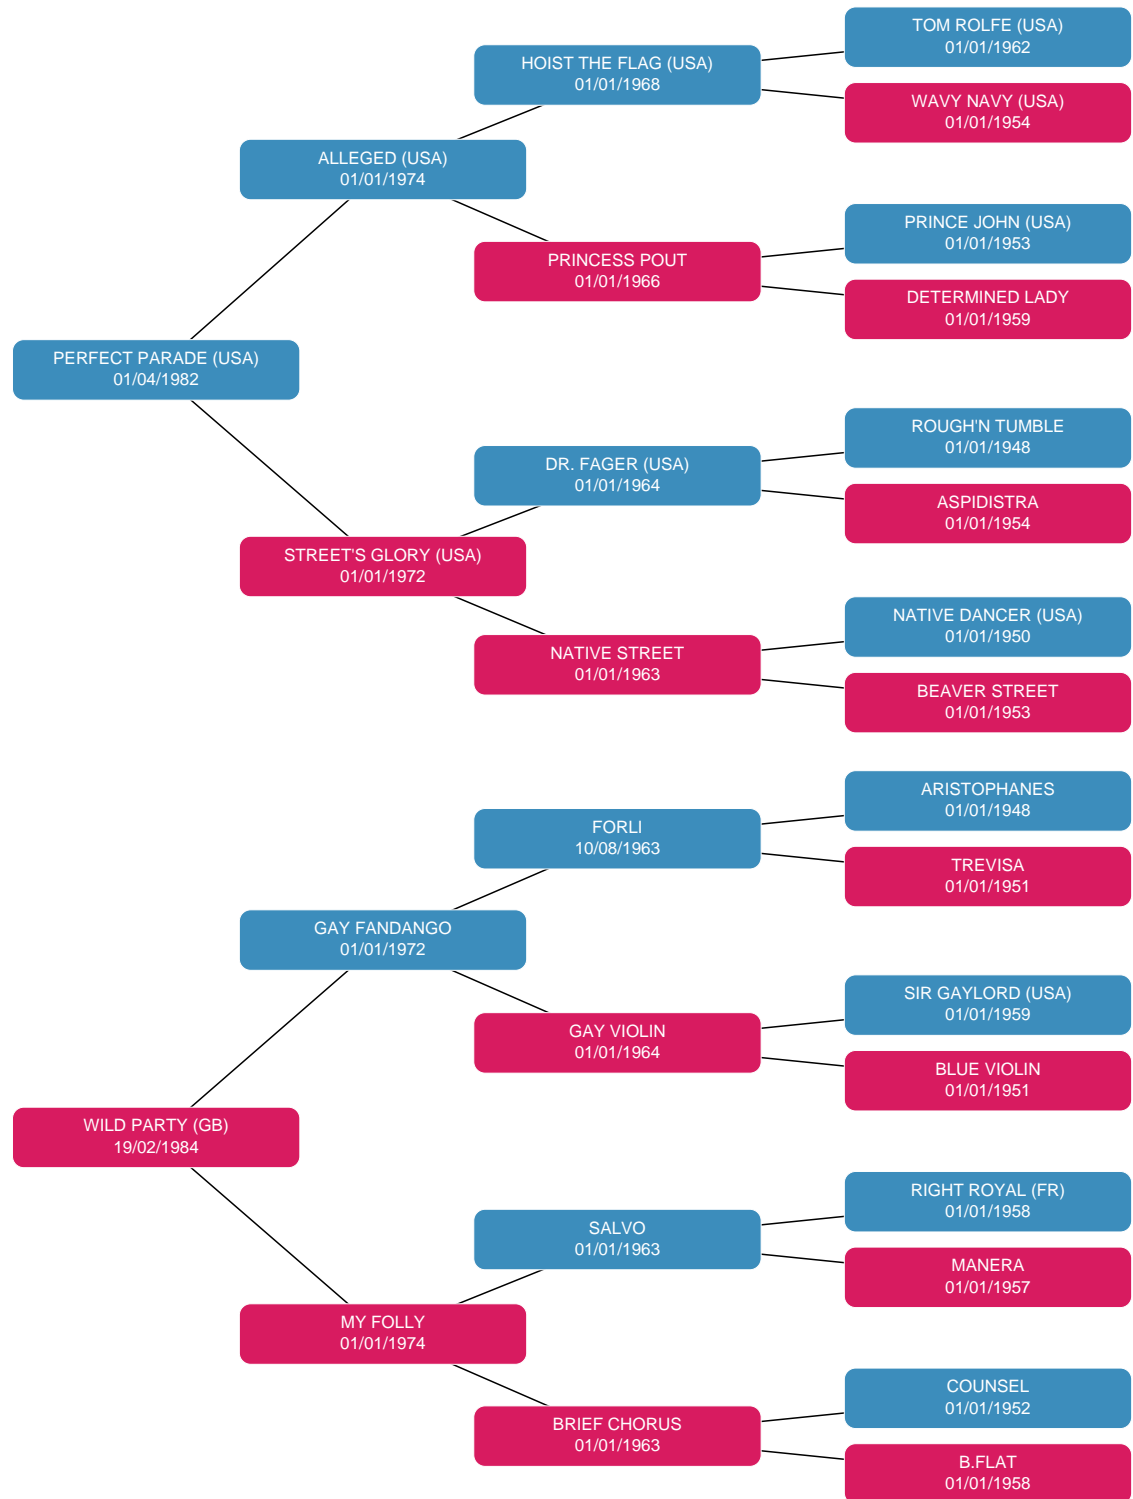 TOM ROLFE (USA)
01/01/1962
HOIST THE FLAG (USA)
01/01/1968
WAVY NAVY (USA)
01/01/1954
ALLEGED (USA)
01/01/1974
PRINCE JOHN (USA)
01/01/1953
PRINCESS POUT
01/01/1966
DETERMINED LADY
01/01/1959
PERFECT PARADE (USA)
01/04/1982
ROUGH'N TUMBLE
01/01/1948
DR. FAGER (USA)
01/01/1964
ASPIDISTRA
01/01/1954
STREET'S GLORY (USA)
01/01/1972
NATIVE DANCER (USA)
01/01/1950
NATIVE STREET
01/01/1963
BEAVER STREET
01/01/1953
ARISTOPHANES
01/01/1948
FORLI
10/08/1963
TREVISA
01/01/1951
GAY FANDANGO
01/01/1972
SIR GAYLORD (USA)
01/01/1959
GAY VIOLIN
01/01/1964
BLUE VIOLIN
01/01/1951
WILD PARTY (GB)
19/02/1984
RIGHT ROYAL (FR)
01/01/1958
SALVO
01/01/1963
MANERA
01/01/1957
MY FOLLY
01/01/1974
COUNSEL
01/01/1952
BRIEF CHORUS
01/01/1963
B.FLAT
01/01/1958